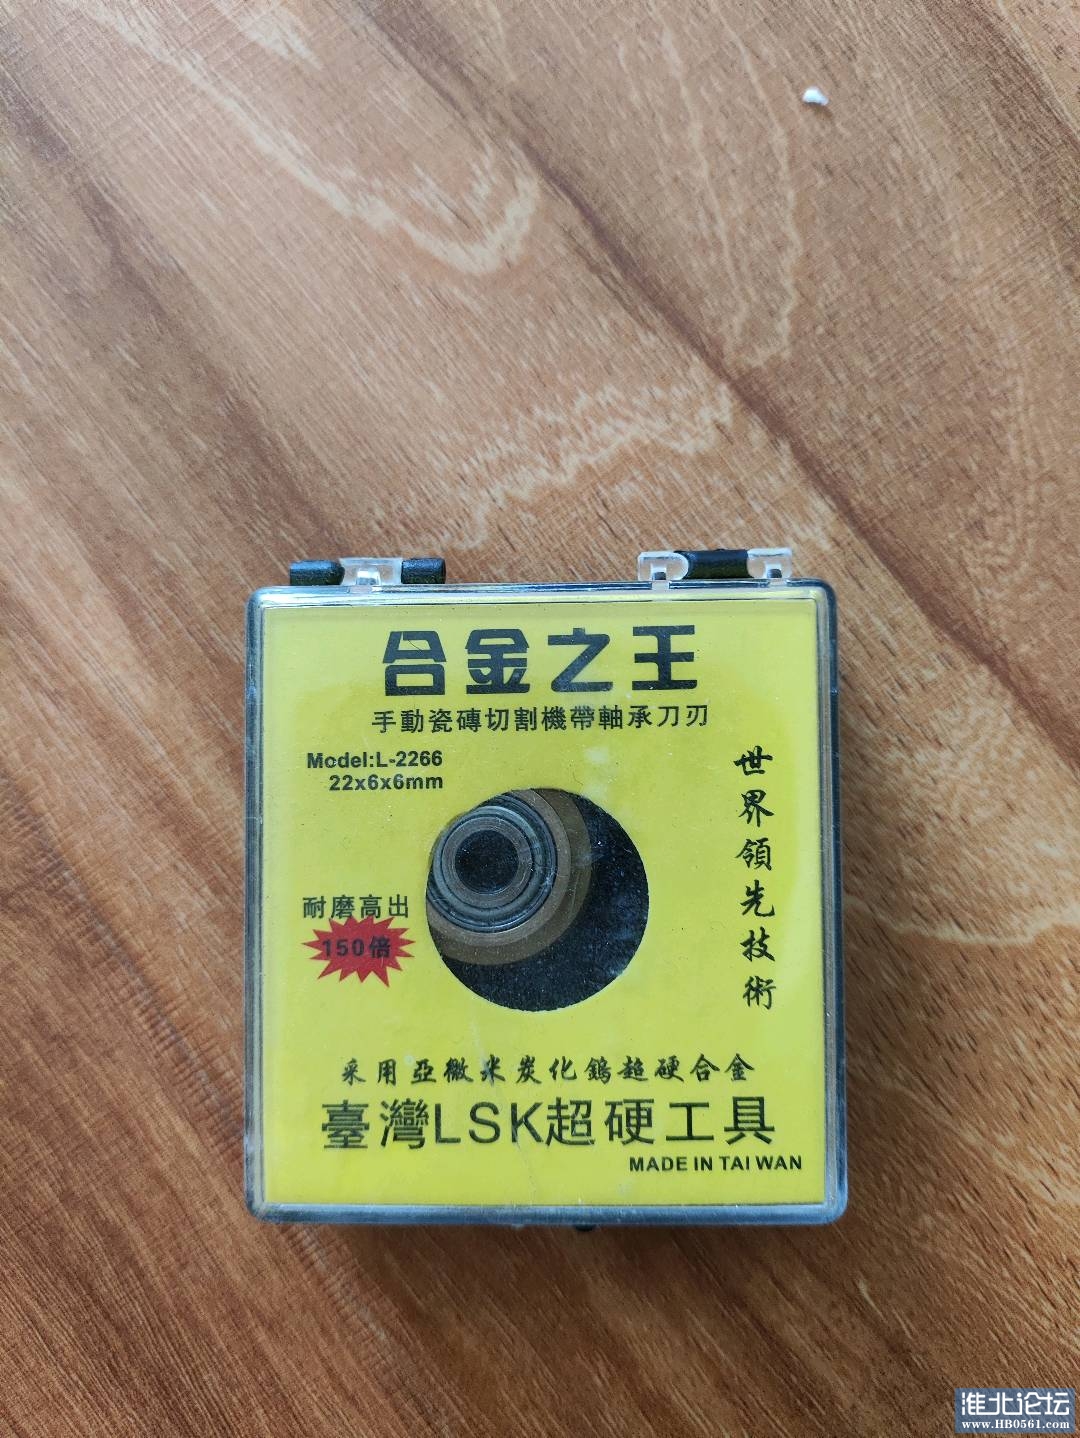 合金之王
手動瓷磚切割機帶軸承刀刃
Model:L-2266
22x6x6mm
世界領先技術
耐磨高出
150倍
采用亞微米炭化鎢超硬合金
臺灣LSK超硬工具
MADE IN TAIWAN
淮北论坛
www.HB0561.com